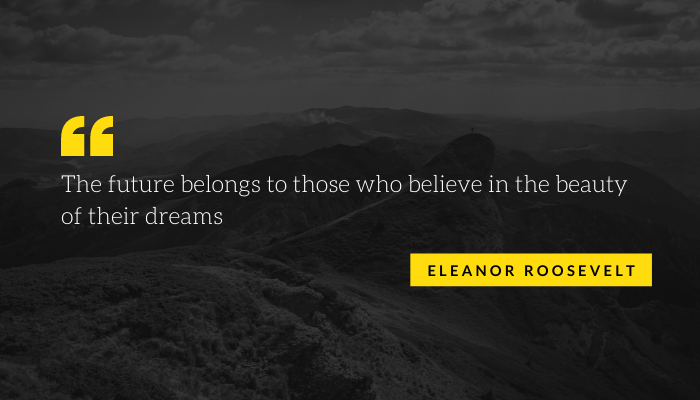 The future belongs to those who believe in the beauty
of their dreams
ELEANOR ROOSEVELT